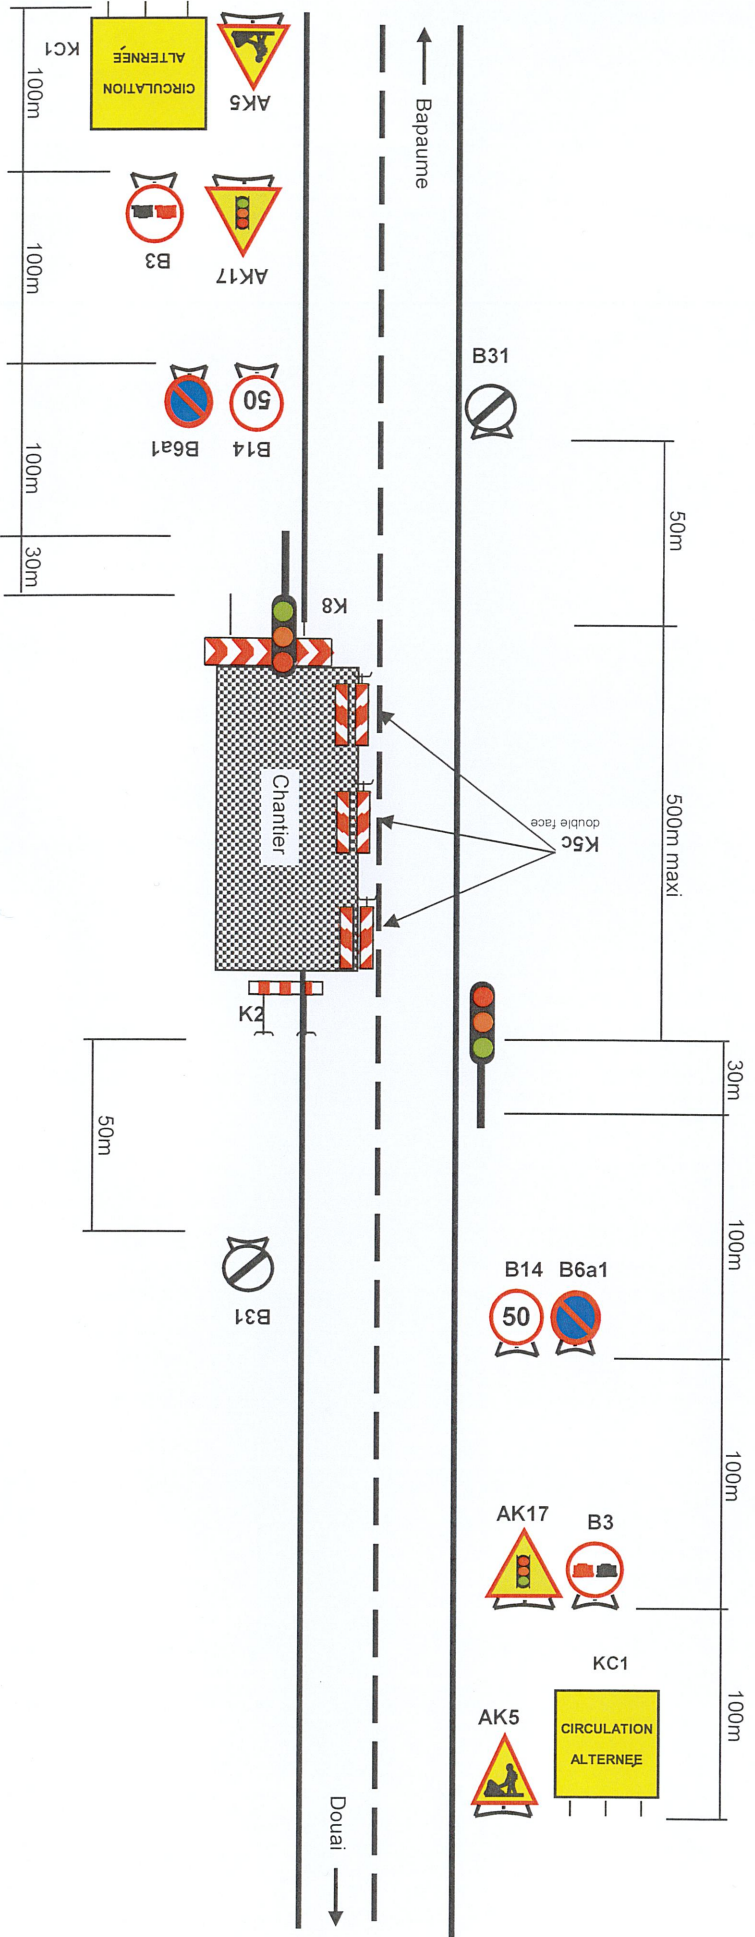 KC1
CIRCULATION
ALTERNÉE
AK5
100m
B3
AK17
100m
B6a1
50
B14
100m
30m
K8
Bapaume
B31
50m
500m maxi
K5c
double face
Chantier
K2
50m
B31
30m
100m
B14
B6a1
50
100m
AK17
B3
100m
KC1
AK5
CIRCULATION
ALTERNEÉ
Douai